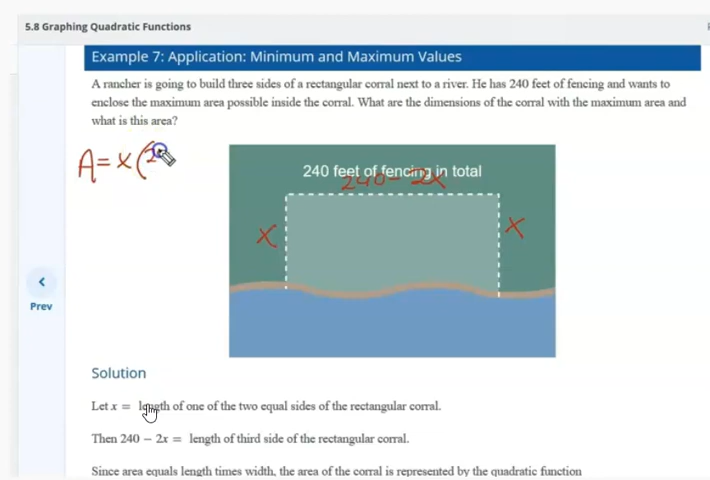 5.8 Graphing Quadratic Functions
Example 7: Application: Minimum and Maximum Values
A rancher is going to build three sides of a rectangular corral next to a river. He has 240 feet of fencing and wants to
enclose the maximum area possible inside the corral. What are the dimensions of the corral with the maximum area and
what is this area?
A = x (2
240 feet of fencing in total
240 - 2x
x
x
Prev
Solution
Let x = length of one of the two equal sides of the rectangular corral.
Then 240 − 2x = length of third side of the rectangular corral.
Since area equals length times width, the area of the corral is represented by the quadratic function